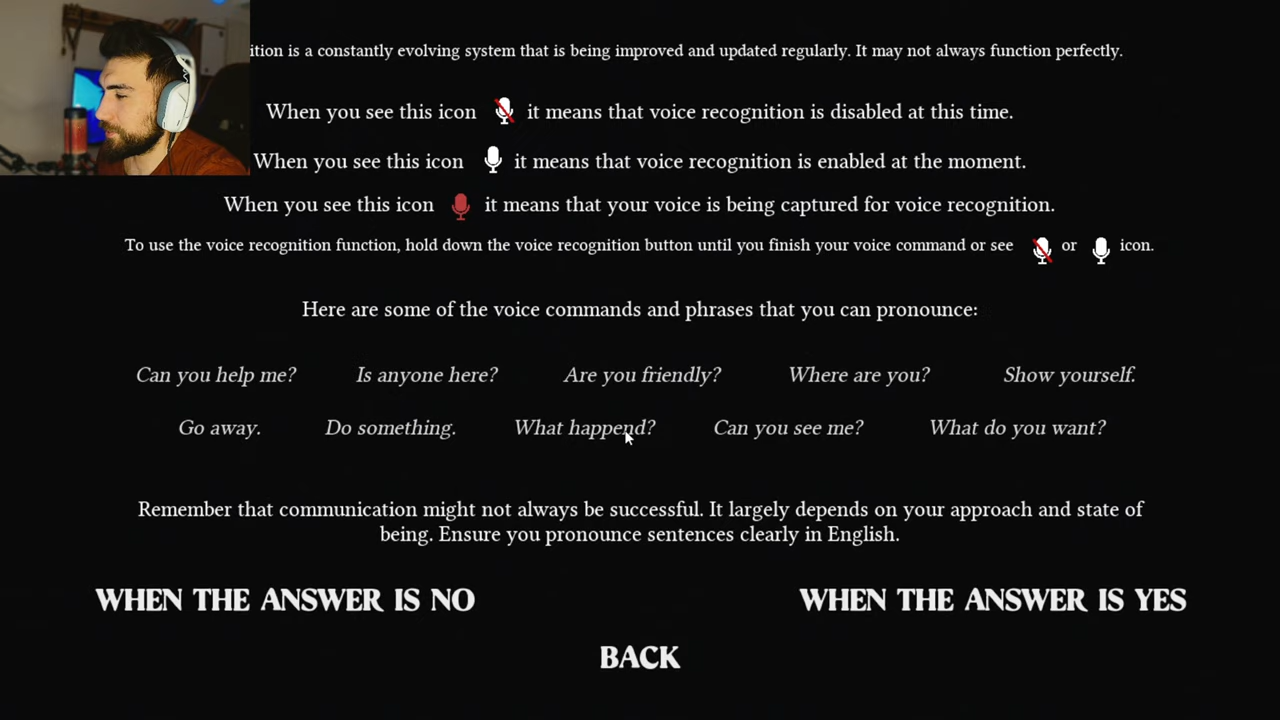 is a constantly evolving system that is being improved and updated regularly. It may not always function perfectly.
When you see this icon it means that voice recognition is disabled at this time.
When you see this icon it means that voice recognition is enabled at the moment.
When you see this icon it means that your voice is being captured for voice recognition.
To use the voice recognition function, hold down the voice recognition button until you finish your voice command or see or icon.
Here are some of the voice commands and phrases that you can pronounce:
Can you help me? Is anyone here? Are you friendly? Where are you? Show yourself.
Go away. Do something. What happend? Can you see me? What do you want?
Remember that communication might not always be successful. It largely depends on your approach and state of
being. Ensure you pronounce sentences clearly in English.
WHEN THE ANSWER IS NO WHEN THE ANSWER IS YES
BACK